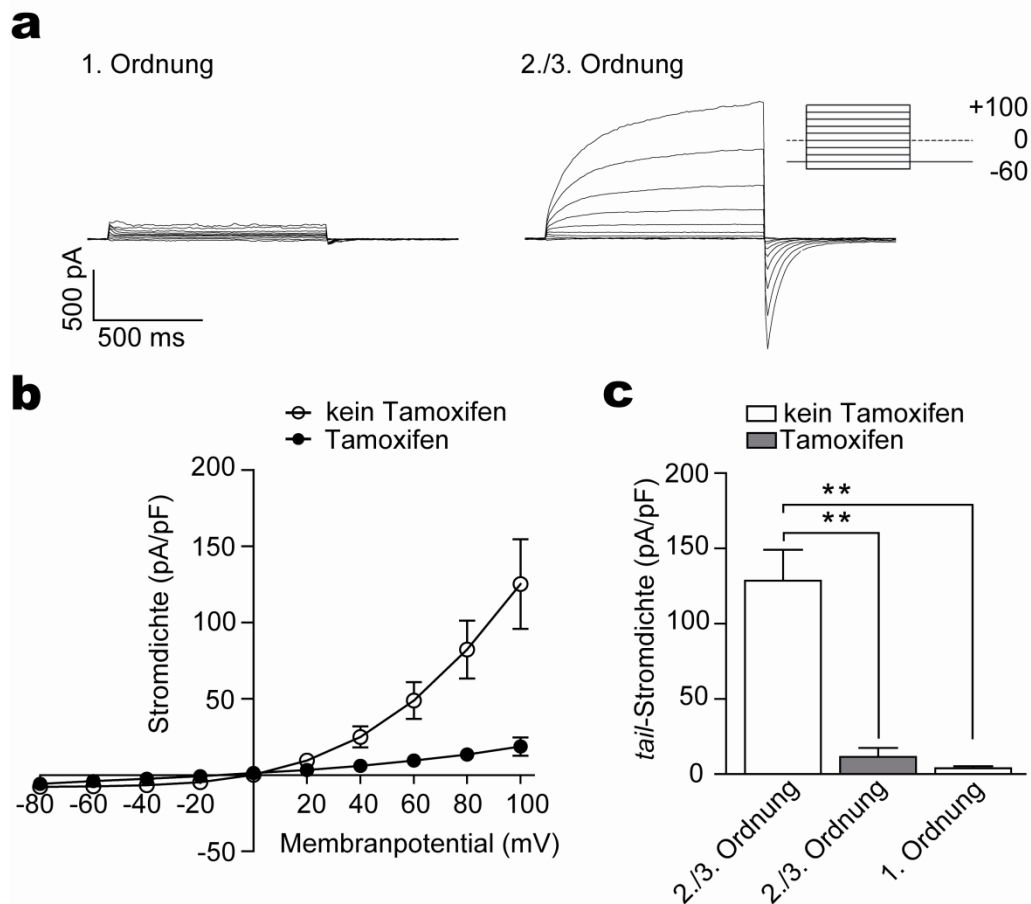 a
1. Ordnung
2./3. Ordnung
+100
0
-60
500 pA
500 ms
b
kein Tamoxifen
Tamoxifen
Stromdichte (pA/pF)
200
150
100
50
-50
-80 -60 -40 -20 20 40 60 80 100
Membranpotential (mV)
c
kein Tamoxifen
Tamoxifen
tail-Stromdichte (pA/pF)
200
150
100
50
0
**
**
2./3. Ordnung
2./3. Ordnung
1. Ordnung